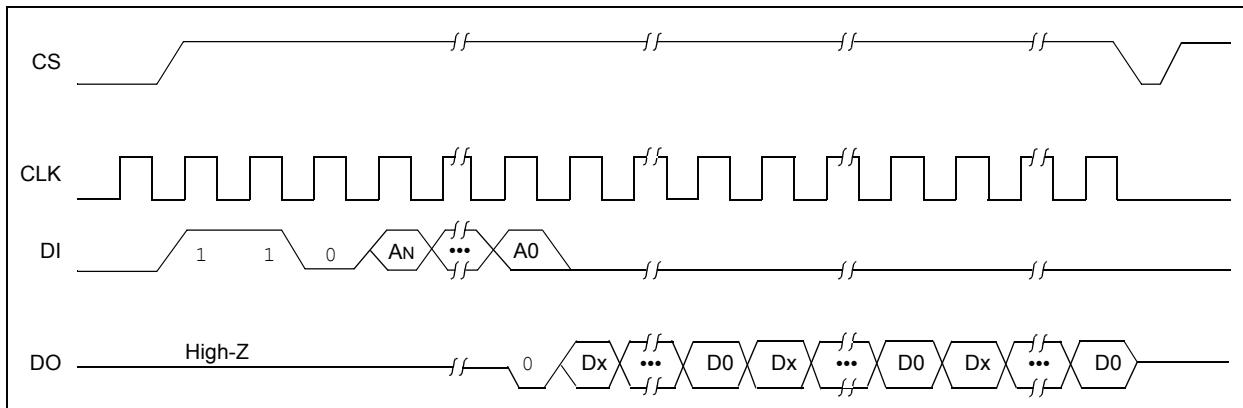 CS
CLK
DI 1 1 0 AN ••• A0
High-Z
DO 0 Dx ••• D0 Dx ••• D0 Dx ••• D0